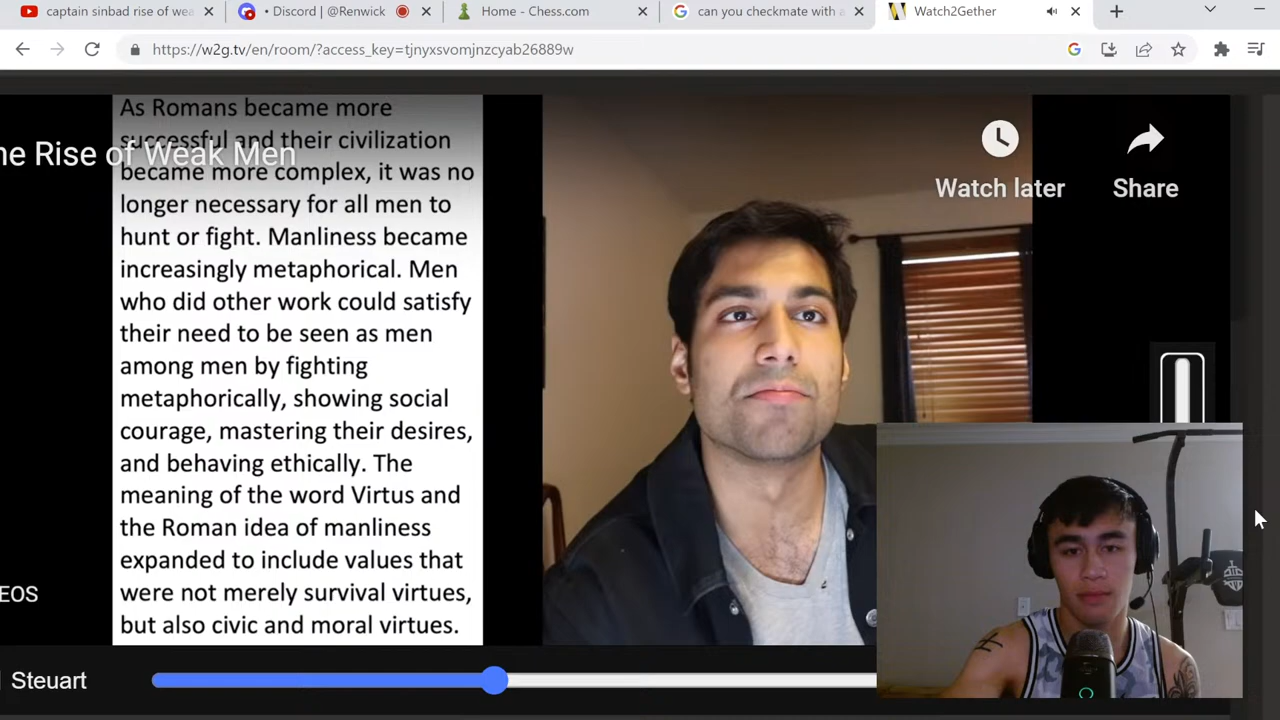 captain sinbad rise of wea
• Discord | @Renwick
Home - Chess.com
can you checkmate with a
Watch2Gether
https://w2g.tv/en/room/?access_key=tjnyxsvomjnzcyab26889w
he Rise of Weak Men
As Romans became more
successful and their civilization
became more complex, it was no
longer necessary for all men to
hunt or fight. Manliness became
increasingly metaphorical. Men
who did other work could satisfy
their need to be seen as men
among men by fighting
metaphorically, showing social
courage, mastering their desires,
and behaving ethically. The
meaning of the word Virtus and
the Roman idea of manliness
expanded to include values that
were not merely survival virtues,
but also civic and moral virtues.
Watch later
Share
EOS
Steuart